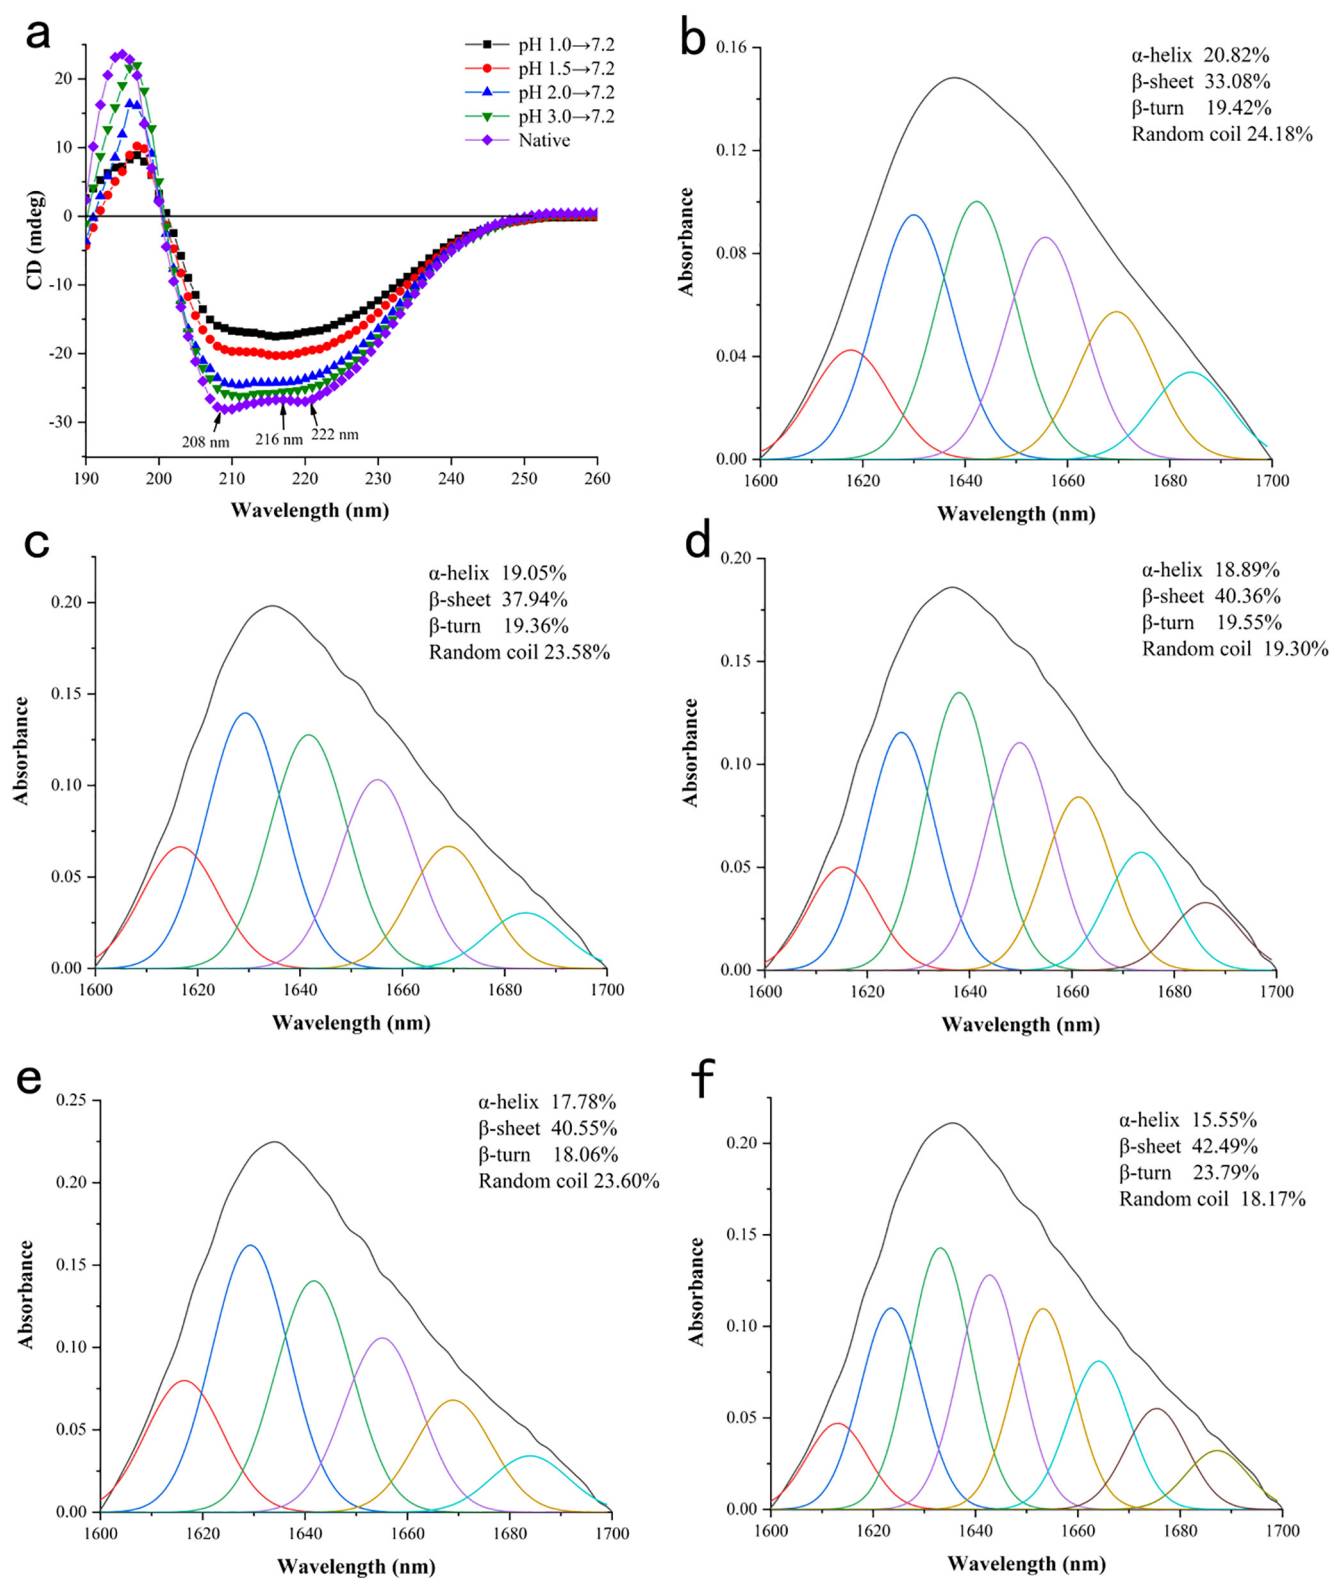 a
pH 1.0→7.2
pH 1.5→7.2
pH 2.0→7.2
pH 3.0→7.2
Native
20
10
0
-10
-20
-30
CD (mdeg)
208 nm
216 nm
222 nm
190 200 210 220 230 240 250 260
Wavelength (nm)
b
α-helix 20.82%
β-sheet 33.08%
β-turn 19.42%
Random coil 24.18%
0.16
0.12
0.08
0.04
0.00
Absorbance
1600 1620 1640 1660 1680 1700
Wavelength (nm)
c
α-helix 19.05%
β-sheet 37.94%
β-turn 19.36%
Random coil 23.58%
0.20
0.15
0.10
0.05
0.00
Absorbance
1600 1620 1640 1660 1680 1700
Wavelength (nm)
d
α-helix 18.89%
β-sheet 40.36%
β-turn 19.55%
Random coil 19.30%
0.20
0.15
0.10
0.05
0.00
Absorbance
1600 1620 1640 1660 1680 1700
Wavelength (nm)
e
α-helix 17.78%
β-sheet 40.55%
β-turn 18.06%
Random coil 23.60%
0.25
0.20
0.15
0.10
0.05
0.00
Absorbance
1600 1620 1640 1660 1680 1700
Wavelength (nm)
f
α-helix 15.55%
β-sheet 42.49%
β-turn 23.79%
Random coil 18.17%
0.20
0.15
0.10
0.05
0.00
Absorbance
1600 1620 1640 1660 1680 1700
Wavelength (nm)